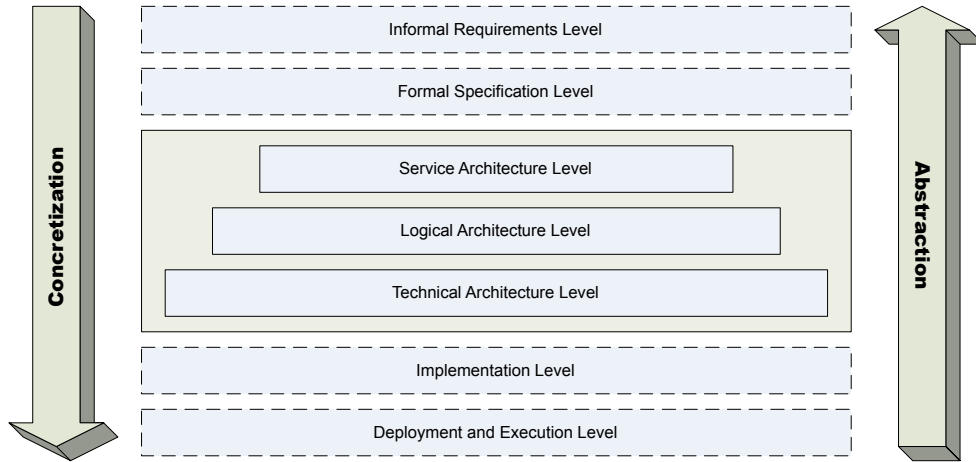 Informal Requirements Level
Formal Specification Level
Service Architecture Level
Logical Architecture Level
Technical Architecture Level
Implementation Level
Deployment and Execution Level
Concretization
Abstraction